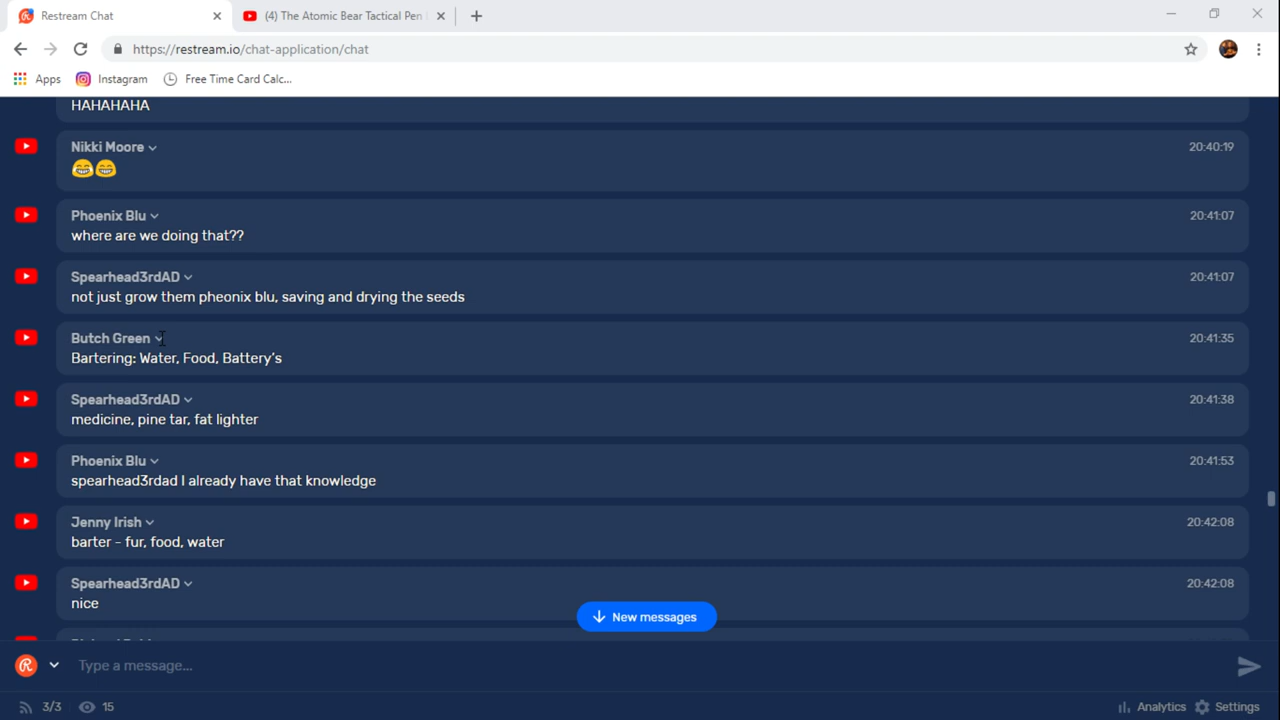 Restream Chat
(4) The Atomic Bear Tactical Pen
https://restream.io/chat-application/chat
Apps
Instagram
Free Time Card Calc...
HAHAHAHA
Nikki Moore
20:40:19
😂😂
Phoenix Blu
20:41:07
where are we doing that??
Spearhead3rdAD
20:41:07
not just grow them pheonix blu, saving and drying the seeds
Butch Green
20:41:35
Bartering: Water, Food, Battery's
Spearhead3rdAD
20:41:38
medicine, pine tar, fat lighter
Phoenix Blu
20:41:53
spearhead3rdad I already have that knowledge
Jenny Irish
20:42:08
barter - fur, food, water
Spearhead3rdAD
20:42:08
nice
New messages
Type a message...
3/3
15
Analytics
Settings